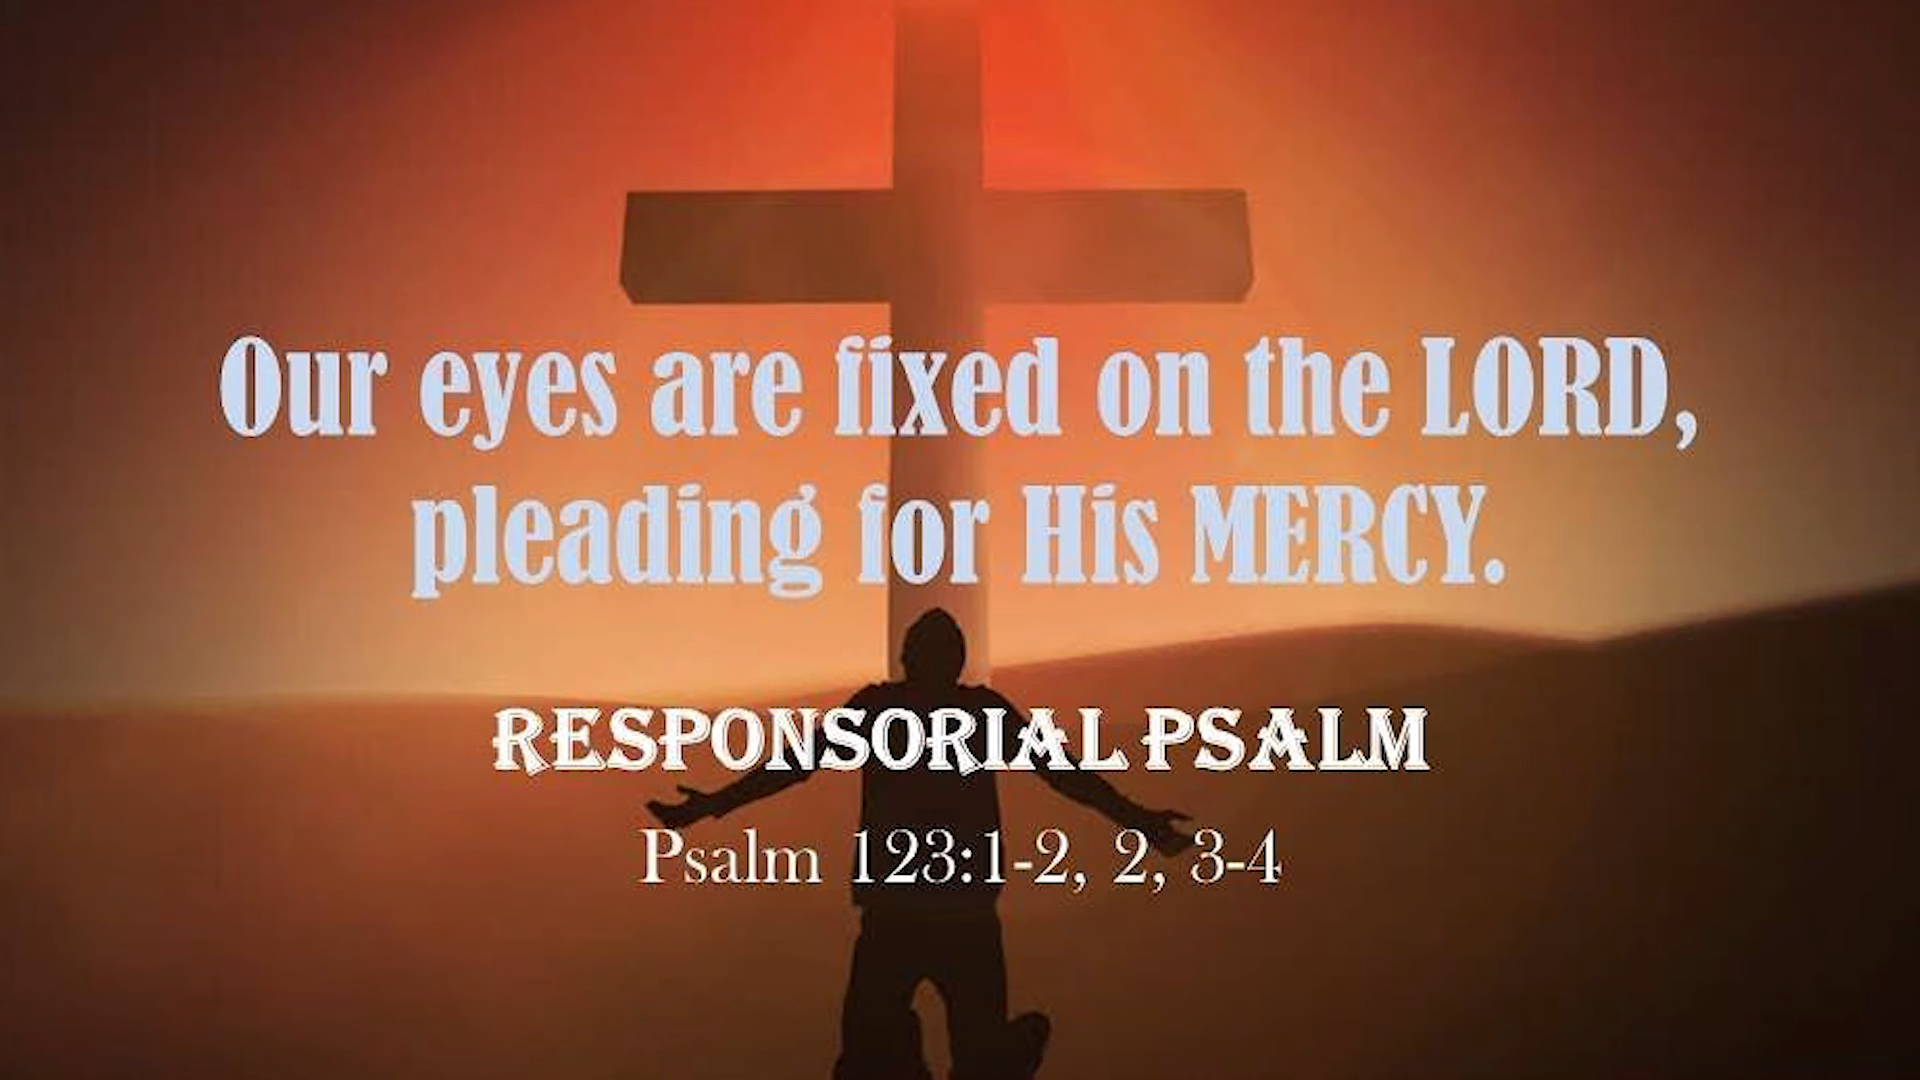 Our eyes are fixed on the LORD,
pleading for His MERCY.
RESPONSORIAL PSALM
Psalm 123:1-2, 2, 3-4